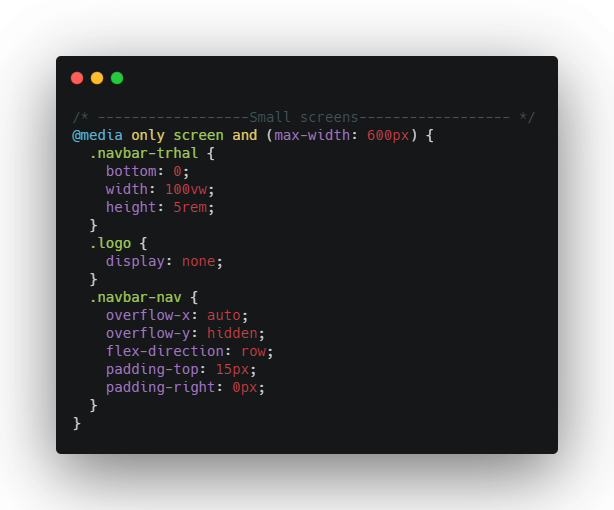 /* ------------------Small screens------------------ */
@media only screen and (max-width: 600px) {
  .navbar-trhal {
    bottom: 0;
    width: 100vw;
    height: 5rem;
  }
  .logo {
    display: none;
  }
  .navbar-nav {
    overflow-x: auto;
    overflow-y: hidden;
    flex-direction: row;
    padding-top: 15px;
    padding-right: 0px;
  }
}